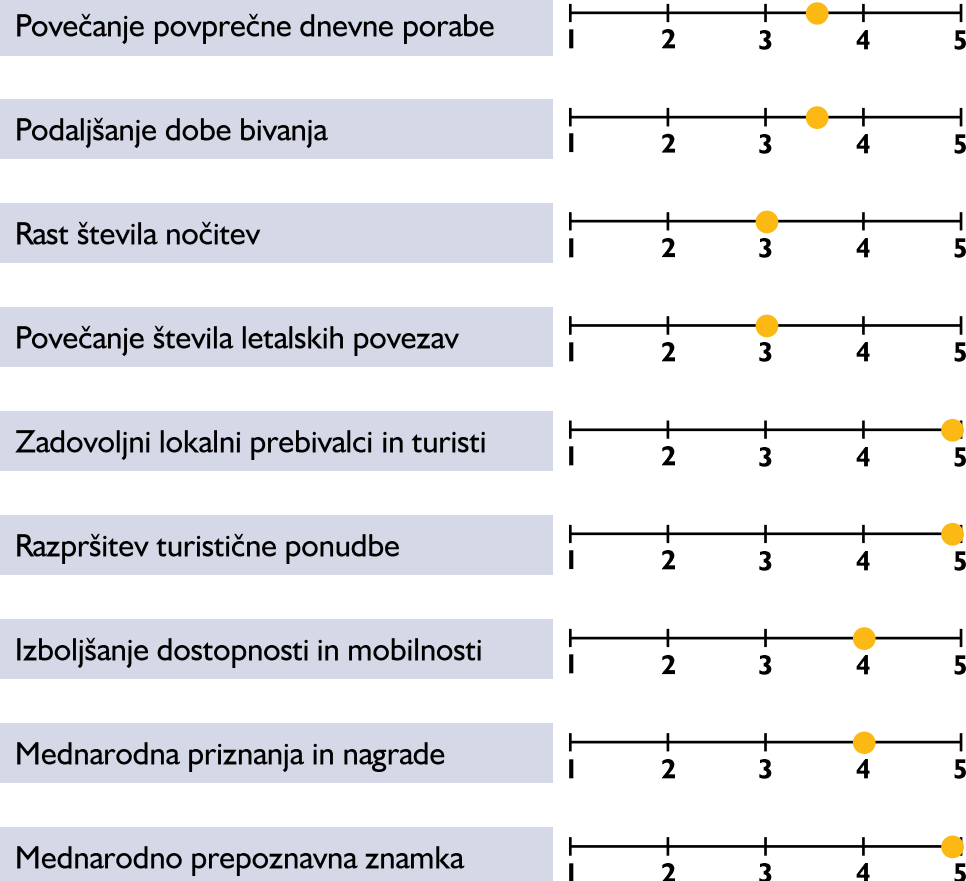 Povečanje povprečne dnevne porabe
1 2 3 4 5
Podaljšanje dobe bivanja
1 2 3 4 5
Rast števila nočitev
1 2 3 4 5
Povečanje števila letalskih povezav
1 2 3 4 5
Zadovoljni lokalni prebivalci in turisti
1 2 3 4 5
Razpršitev turistične ponudbe
1 2 3 4 5
Izboljšanje dostopnosti in mobilnosti
1 2 3 4 5
Mednarodna priznanja in nagrade
1 2 3 4 5
Mednarodno prepoznavna znamka
1 2 3 4 5